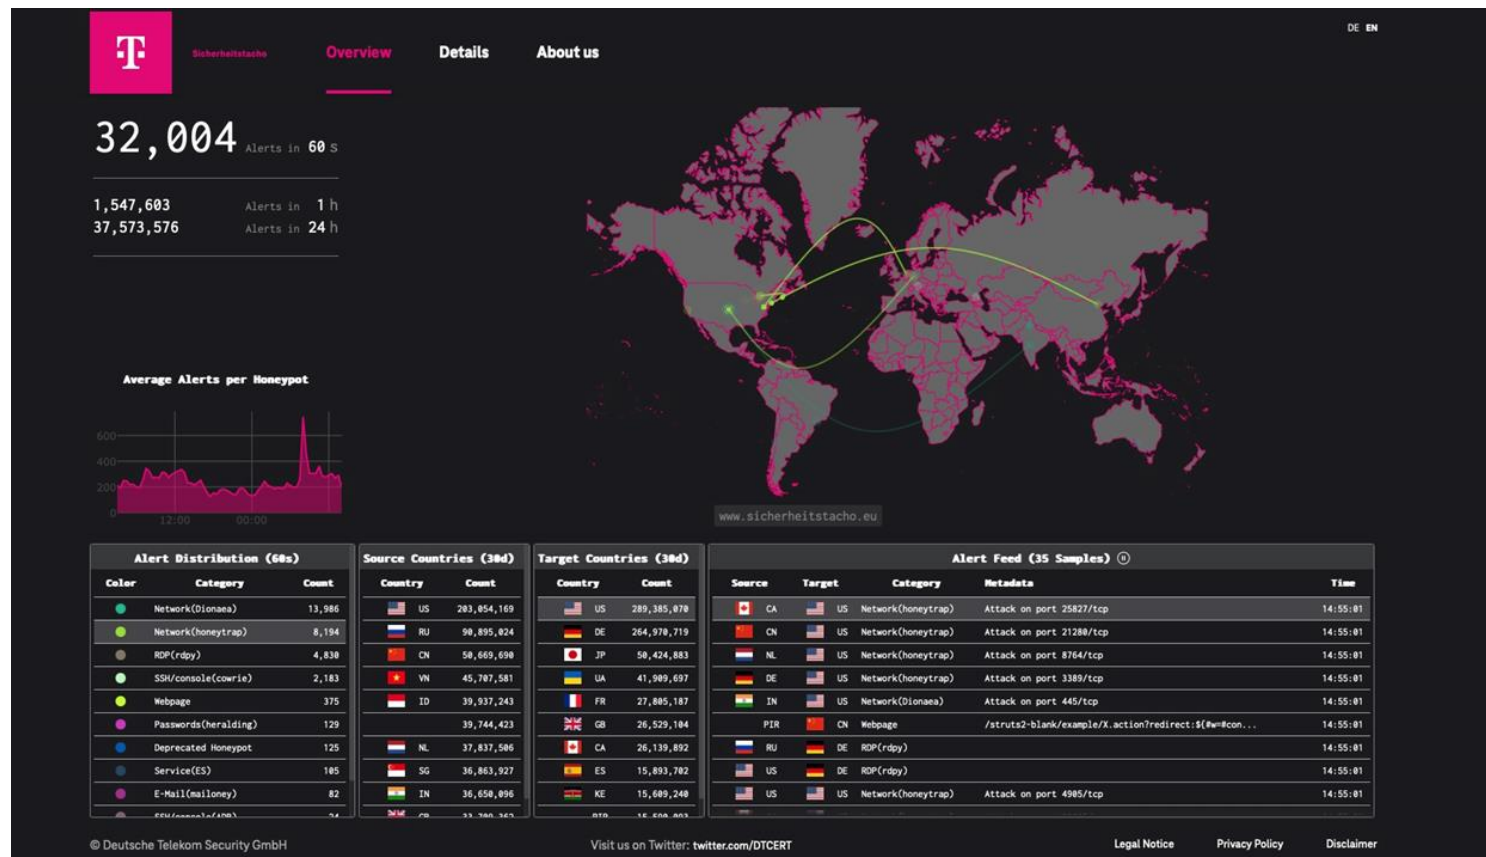 T
Sicherheitstacho
Overview
Details
About us
DE EN
32,004 Alerts in 60 s
1,547,603 Alerts in 1 h
37,573,576 Alerts in 24 h
Average Alerts per Honeypot
600
400
200
0
12:00 00:00
www.sicherheitstacho.eu
Alert Distribution (60s)
Color Category Count
Network(Dionaea) 13,986
Network(honeytrap) 8,194
RDP(rdpy) 4,830
SSH/console(cowrie) 2,183
Webpage 375
Passwords(heralding) 129
Deprecated Honeypot 125
Service(ES) 105
E-Mail(mailoney) 82
SSH/console(ADB) 24
Source Countries (30d)
Country Count
US 203,054,169
RU 90,895,024
CN 50,669,690
VN 45,707,581
ID 39,937,243
39,744,423
NL 37,837,506
SG 36,863,927
IN 36,650,096
GB 33,709,362
Target Countries (30d)
Country Count
US 289,385,070
DE 264,970,719
JP 50,424,883
UA 41,909,697
FR 27,805,187
GB 26,529,104
CA 26,139,892
ES 15,893,702
KE 15,609,240
PIR
Alert Feed (35 Samples)
Source Target Category Metadata Time
CA US Network(honeytrap) Attack on port 25827/tcp 14:55:01
CN US Network(honeytrap) Attack on port 21280/tcp 14:55:01
NL US Network(honeytrap) Attack on port 8764/tcp 14:55:01
DE US Network(honeytrap) Attack on port 3389/tcp 14:55:01
IN US Network(Dionaea) Attack on port 445/tcp 14:55:01
PIR CN Webpage /struts2-blank/example/X.action?redirect:${#w=#con... 14:55:01
RU DE RDP(rdpy) 14:55:01
US DE RDP(rdpy) 14:55:01
US US Network(honeytrap) Attack on port 4905/tcp 14:55:01
© Deutsche Telekom Security GmbH
Visit us on Twitter: twitter.com/DTCERT
Legal Notice
Privacy Policy
Disclaimer